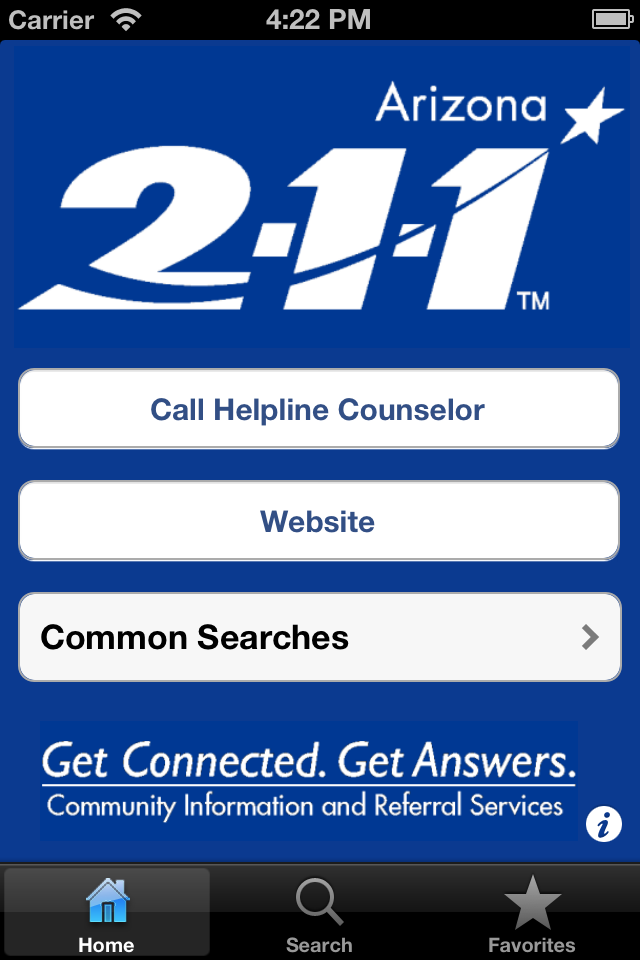 Carrier 4:22 PM
Arizona
2-1-1 TM
Call Helpline Counselor
Website
Common Searches
Get Connected. Get Answers.
Community Information and Referral Services
i
Home Search Favorites